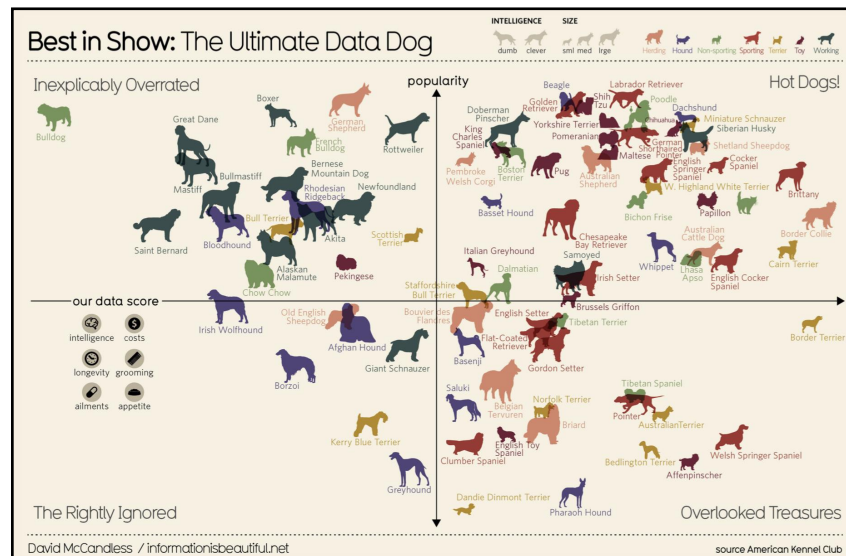 Best in Show: The Ultimate Data Dog
INTELLIGENCE
dumb clever
SIZE
sml med lrge
Herding Hound Non-sporting Sporting Terrier Toy Working
Inexplicably Overrated
popularity
Hot Dogs!
Bulldog
Great Dane
Boxer
German
Shepherd
French
Bulldog
Rottweiler
Mastiff
Bullmastiff
Bernese
Mountain Dog
Rhodesian
Ridgeback
Newfoundland
Saint Bernard
Bloodhound
Bull Terrier
Akita
Scottish
Terrier
Alaskan
Malamute
Pekingese
Chow Chow
Beagle
Golden
Retriever
Shih
Tzu
Labrador Retriever
Poodle
Dachshund
Miniature Schnauzer
Doberman
Pinscher
Yorkshire Terrier
Chihuahua
Siberian Husky
King
Charles
Spaniel
Pomeranian
Maltese
German
Shorthaired
Pointer
Shetland Sheepdog
Pembroke
Welsh Corgi
Boston
Terrier
Pug
Australian
Shepherd
English
Springer
Spaniel
Cocker
Spaniel
W. Highland White Terrier
Brittany
Basset Hound
Chesapeake
Bay Retriever
Bichon Frise
Papillon
Border Collie
Australian
Cattle Dog
Italian Greyhound
Samoyed
Whippet
Lhasa
Apso
English Cocker
Spaniel
Cairn Terrier
Dalmatian
Irish Setter
Staffordshire
Bull Terrier
Brussels Griffon
our data score
intelligence costs
longevity grooming
ailments appetite
Irish Wolfhound
Old English
Sheepdog
Afghan Hound
Bouvier des
Flandres
English Setter
Tibetan Terrier
Border Terrier
Giant Schnauzer
Basenji
Flat-Coated
Retriever
Gordon Setter
Borzoi
Saluki
Belgian
Tervuren
Norfolk Terrier
Tibetan Spaniel
Pointer
Australian Terrier
Kerry Blue Terrier
Briard
Clumber Spaniel
English Toy
Spaniel
Bedlington Terrier
Welsh Springer Spaniel
Affenpinscher
Greyhound
Dandie Dinmont Terrier
Pharaoh Hound
The Rightly Ignored
Overlooked Treasures
David McCandless / informationisbeautiful.net
source American Kennel Club